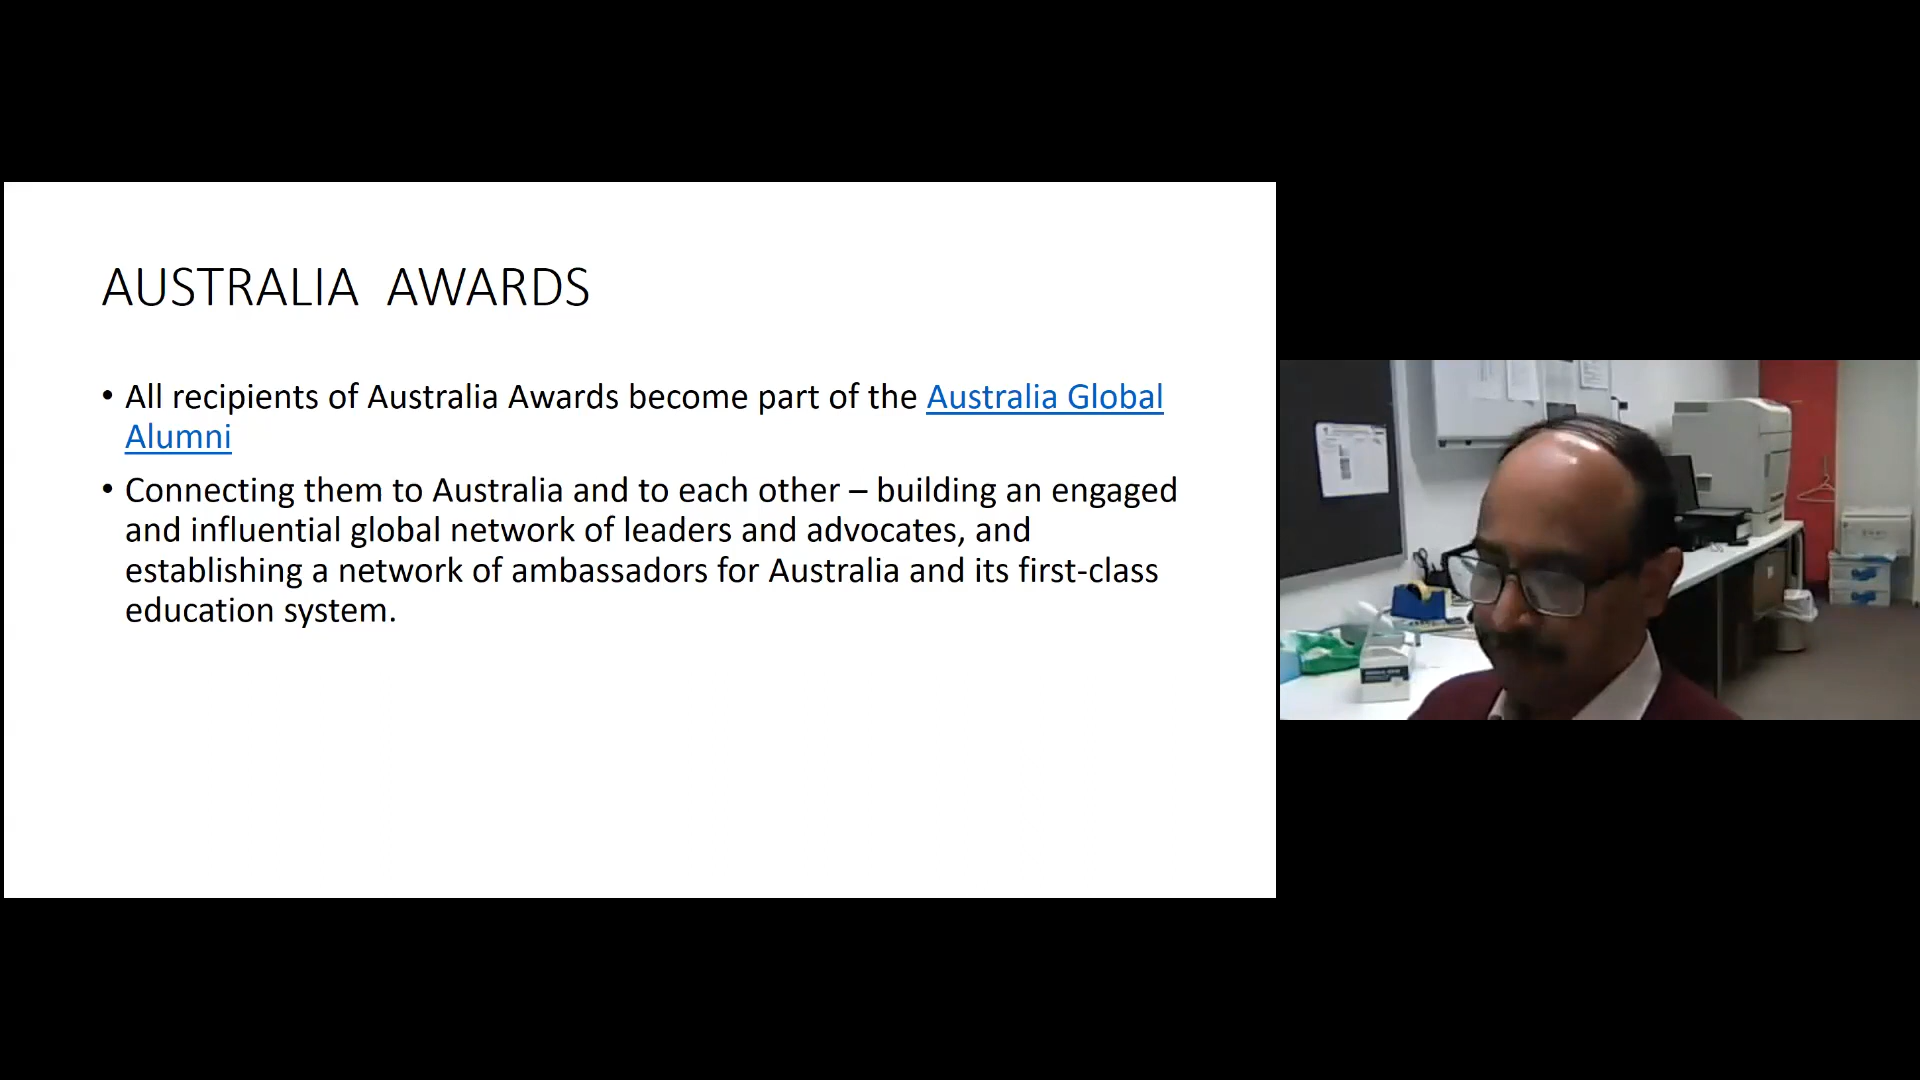 AUSTRALIA AWARDS
• All recipients of Australia Awards become part of the Australia Global
Alumni
• Connecting them to Australia and to each other – building an engaged
and influential global network of leaders and advocates, and
establishing a network of ambassadors for Australia and its first-class
education system.